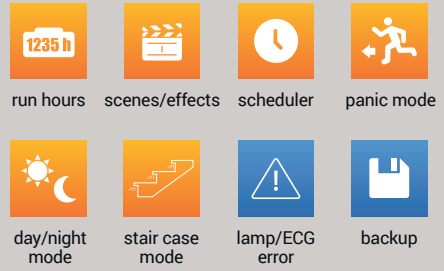 1235 h
run hours
scenes/effects
scheduler
panic mode
day/night
mode
stair case
mode
lamp/ECG
error
backup